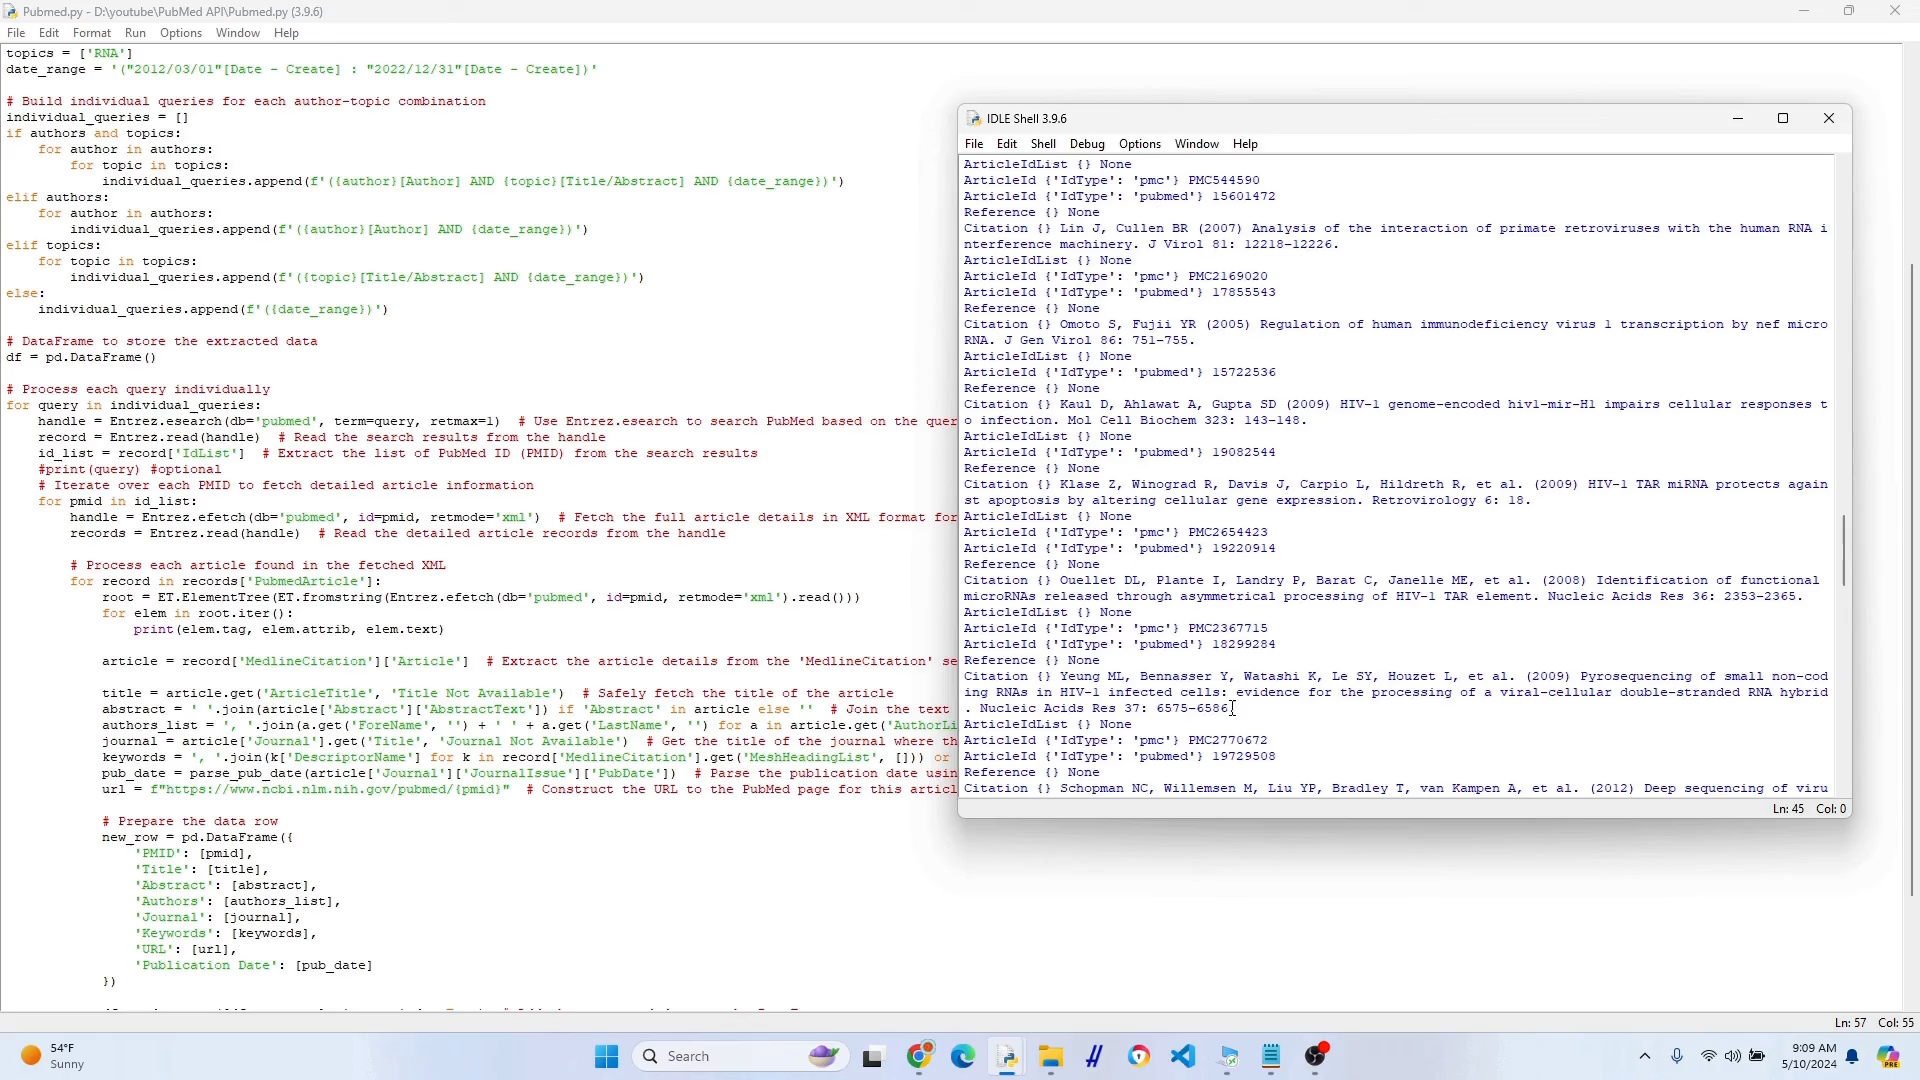 Pubmed.py - D:\youtube\PubMed API\Pubmed.py (3.9.6)
File Edit Format Run Options Window Help
topics = ['RNA']
date_range = '("2012/03/01"[Date - Create] : "2022/12/31"[Date - Create])'
# Build individual queries for each author-topic combination
individual_queries = []
if authors and topics:
    for author in authors:
        for topic in topics:
            individual_queries.append(f'({author}[Author] AND {topic}[Title/Abstract] AND {date_range})')
elif authors:
    for author in authors:
        individual_queries.append(f'({author}[Author] AND {date_range})')
elif topics:
    for topic in topics:
        individual_queries.append(f'({topic}[Title/Abstract] AND {date_range})')
else:
    individual_queries.append(f'({date_range})')
# DataFrame to store the extracted data
df = pd.DataFrame()
# Process each query individually
for query in individual_queries:
    handle = Entrez.esearch(db='pubmed', term=query, retmax=1)  # Use Entrez.esearch to search PubMed based on the quer
    record = Entrez.read(handle)  # Read the search results from the handle
    id_list = record['IdList']  # Extract the list of PubMed ID (PMID) from the search results
    #print(query) #optional
    # Iterate over each PMID to fetch detailed article information
    for pmid in id_list:
        handle = Entrez.efetch(db='pubmed', id=pmid, retmode='xml')  # Fetch the full article details in XML format for
        records = Entrez.read(handle)  # Read the detailed article records from the handle
        # Process each article found in the fetched XML
        for record in records['PubmedArticle']:
            root = ET.ElementTree(ET.fromstring(Entrez.efetch(db='pubmed', id=pmid, retmode='xml').read()))
            for elem in root.iter():
                print(elem.tag, elem.attrib, elem.text)
            article = record['MedlineCitation']['Article']  # Extract the article details from the 'MedlineCitation' se
            title = article.get('ArticleTitle', 'Title Not Available')  # Safely fetch the title of the article
            abstract = ' '.join(article['Abstract']['AbstractText']) if 'Abstract' in article else ''  # Join the text
            authors_list = ', '.join(a.get('ForeName', '') + ' ' + a.get('LastName', '') for a in article.get('AuthorLi
            journal = article['Journal'].get('Title', 'Journal Not Available')  # Get the title of the journal where th
            keywords = ', '.join(k['DescriptorName'] for k in record['MedlineCitation'].get('MeshHeadingList', [])) or
            pub_date = parse_pub_date(article['Journal']['JournalIssue']['PubDate'])  # Parse the publication date usin
            url = f"https://www.ncbi.nlm.nih.gov/pubmed/{pmid}"  # Construct the URL to the PubMed page for this articl
            # Prepare the data row
            new_row = pd.DataFrame({
                'PMID': [pmid],
                'Title': [title],
                'Abstract': [abstract],
                'Authors': [authors_list],
                'Journal': [journal],
                'Keywords': [keywords],
                'URL': [url],
                'Publication Date': [pub_date]
            })
Ln: 57 Col: 55
IDLE Shell 3.9.6
File Edit Shell Debug Options Window Help
ArticleIdList {} None
ArticleId {'IdType': 'pmc'} PMC544590
ArticleId {'IdType': 'pubmed'} 15601472
Reference {} None
Citation {} Lin J, Cullen BR (2007) Analysis of the interaction of primate retroviruses with the human RNA i
nterference machinery. J Virol 81: 12218-12226.
ArticleIdList {} None
ArticleId {'IdType': 'pmc'} PMC2169020
ArticleId {'IdType': 'pubmed'} 17855543
Reference {} None
Citation {} Omoto S, Fujii YR (2005) Regulation of human immunodeficiency virus 1 transcription by nef micro
RNA. J Gen Virol 86: 751-755.
ArticleIdList {} None
ArticleId {'IdType': 'pubmed'} 15722536
Reference {} None
Citation {} Kaul D, Ahlawat A, Gupta SD (2009) HIV-1 genome-encoded hiv1-mir-H1 impairs cellular responses t
o infection. Mol Cell Biochem 323: 143-148.
ArticleIdList {} None
ArticleId {'IdType': 'pubmed'} 19082544
Reference {} None
Citation {} Klase Z, Winograd R, Davis J, Carpio L, Hildreth R, et al. (2009) HIV-1 TAR miRNA protects again
st apoptosis by altering cellular gene expression. Retrovirology 6: 18.
ArticleIdList {} None
ArticleId {'IdType': 'pmc'} PMC2654423
ArticleId {'IdType': 'pubmed'} 19220914
Reference {} None
Citation {} Ouellet DL, Plante I, Landry P, Barat C, Janelle ME, et al. (2008) Identification of functional
microRNAs released through asymmetrical processing of HIV-1 TAR element. Nucleic Acids Res 36: 2353-2365.
ArticleIdList {} None
ArticleId {'IdType': 'pmc'} PMC2367715
ArticleId {'IdType': 'pubmed'} 18299284
Reference {} None
Citation {} Yeung ML, Bennasser Y, Watashi K, Le SY, Houzet L, et al. (2009) Pyrosequencing of small non-cod
ing RNAs in HIV-1 infected cells: evidence for the processing of a viral-cellular double-stranded RNA hybrid
. Nucleic Acids Res 37: 6575-6586.
ArticleIdList {} None
ArticleId {'IdType': 'pmc'} PMC2770672
ArticleId {'IdType': 'pubmed'} 19729508
Reference {} None
Citation {} Schopman NC, Willemsen M, Liu YP, Bradley T, van Kampen A, et al. (2012) Deep sequencing of viru
Ln: 45 Col: 0
54°F
Sunny
Search
9:09 AM
5/10/2024
PRE